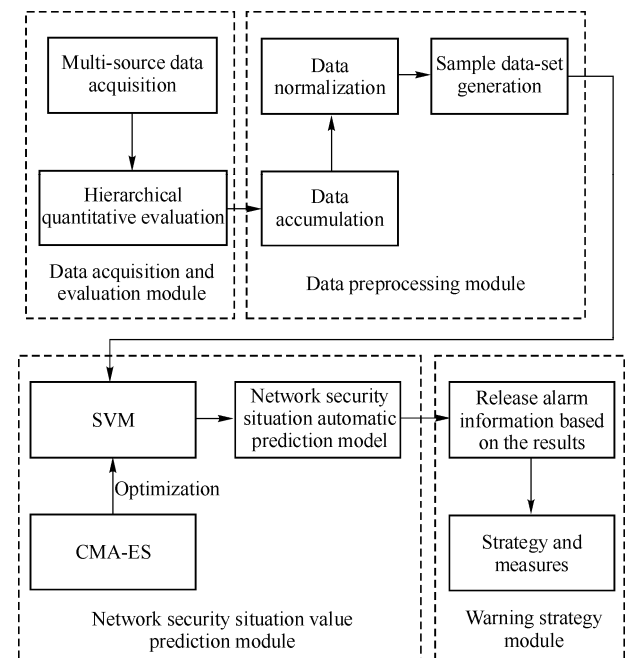 Multi-source data
acquisition
Hierarchical
quantitative evaluation
Data acquisition and
evaluation module
Data
normalization
Sample data-set
generation
Data
accumulation
Data preprocessing module
SVM
Network security
situation automatic
prediction model
Optimization
CMA-ES
Network security situation value
prediction module
Release alarm
information based
on the results
Strategy and
measures
Warning strategy
module